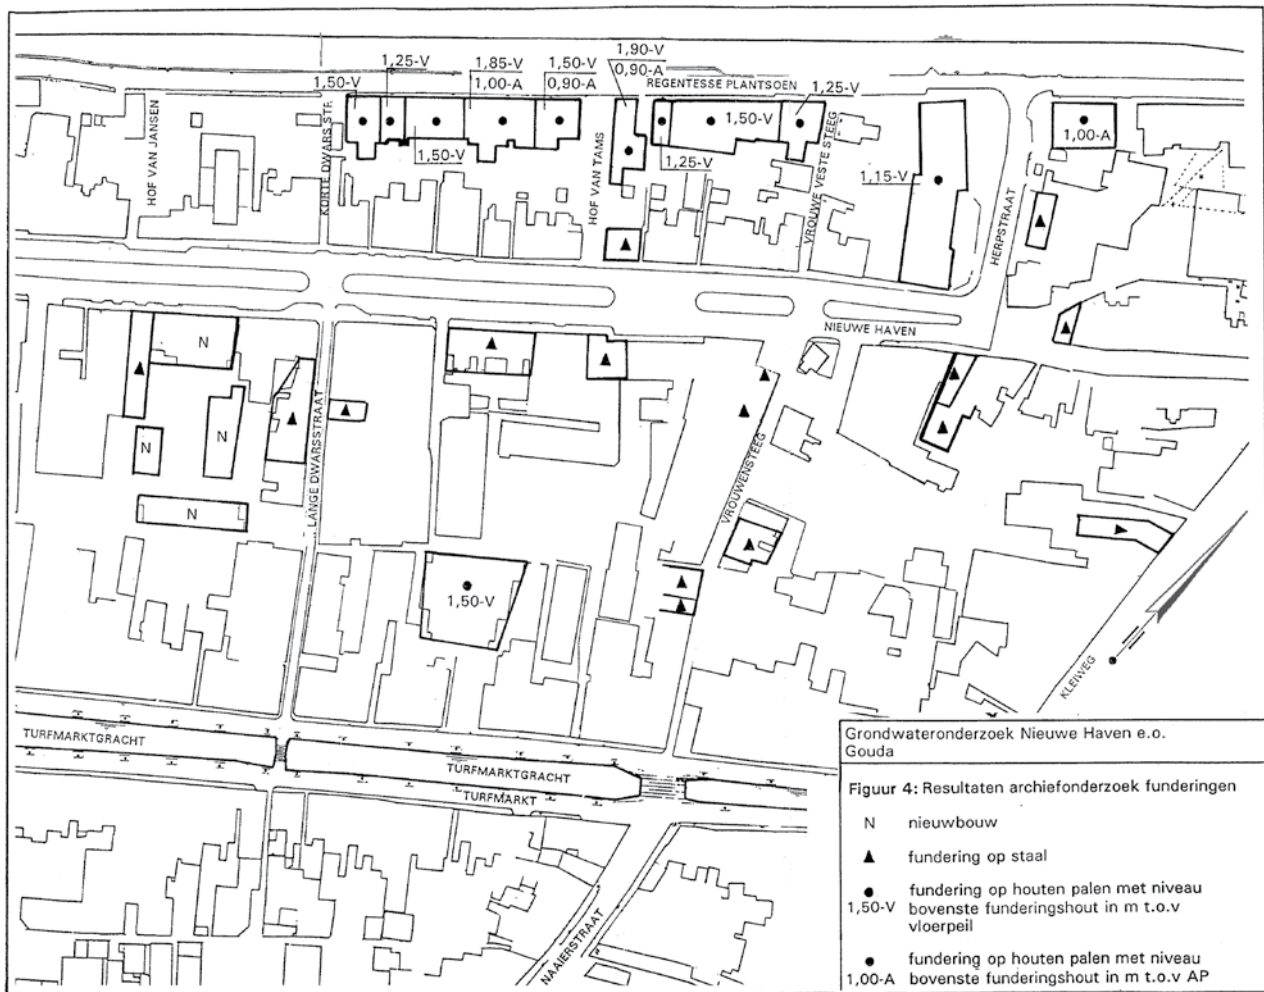 1,90-V
0,90-A
1,25-V
1,85-V
1,00-A
1,50-V
0,90-A
1,50-V
REGENTESSE PLANTSOEN
1,25-V
1,50-V
1,00-A
1,50-V
1,25-V
1,15-V
HOF VAN JANSEN
KORTE DWARS STR.
HOF VAN TAMS
VROUWE VESTE STEEG
HERPSTRAAT
NIEUWE HAVEN
N
N
N
N
LANGE DWARSSTRAAT
VROUWENSTEEG
1,50-V
KLEIWEG
TURFMARKTGRACHT
TURFMARKTGRACHT
TURFMARKT
NAAIERSTRAAT
Grondwateronderzoek Nieuwe Haven e.o.
Gouda
Figuur 4: Resultaten archiefonderzoek funderingen
N nieuwbouw
▲ fundering op staal
● fundering op houten palen met niveau
1,50-V bovenste funderingshout in m t.o.v
vloerpeil
● fundering op houten palen met niveau
1,00-A bovenste funderingshout in m t.o.v AP